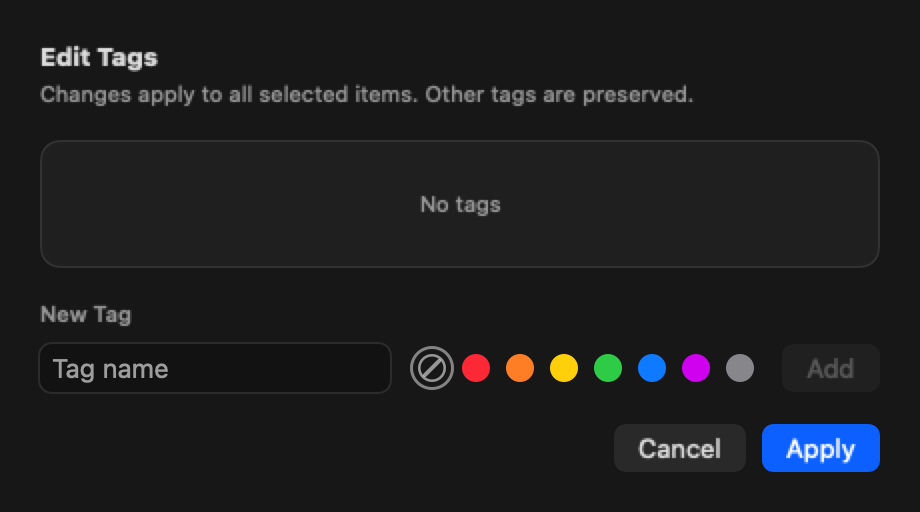 Edit Tags
Changes apply to all selected items. Other tags are preserved.
No tags
New Tag
Tag name
Add
Cancel
Apply